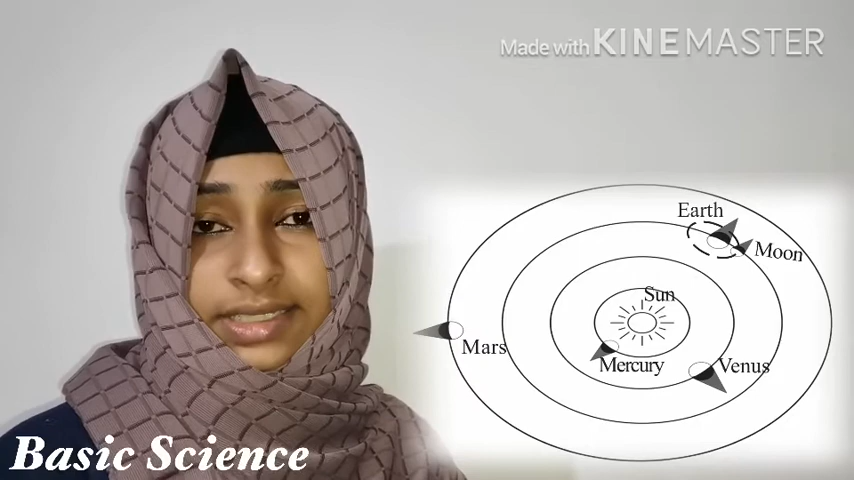 Made with KINEMASTER
Earth
Moon
Sun
Mars
Mercury
Venus
Basic Science